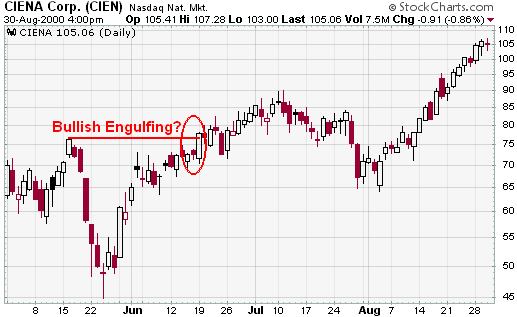 CIENA Corp. (CIEN) Nasdaq Nat. Mkt. © StockCharts.com
30-Aug-2000 4:00pm Op 105.41 Hi 107.28 Lo 103.00 Last 105.06 Vol 7.5M Chg -0.91 (-0.86%)
CIENA 105.06 (Daily)
110
105
100
95
90
85
80
Bullish Engulfing?
75
70
65
60
55
50
45
8 15 22 Jun 12 19 26 Jul 10 17 24 Aug 7 14 21 28